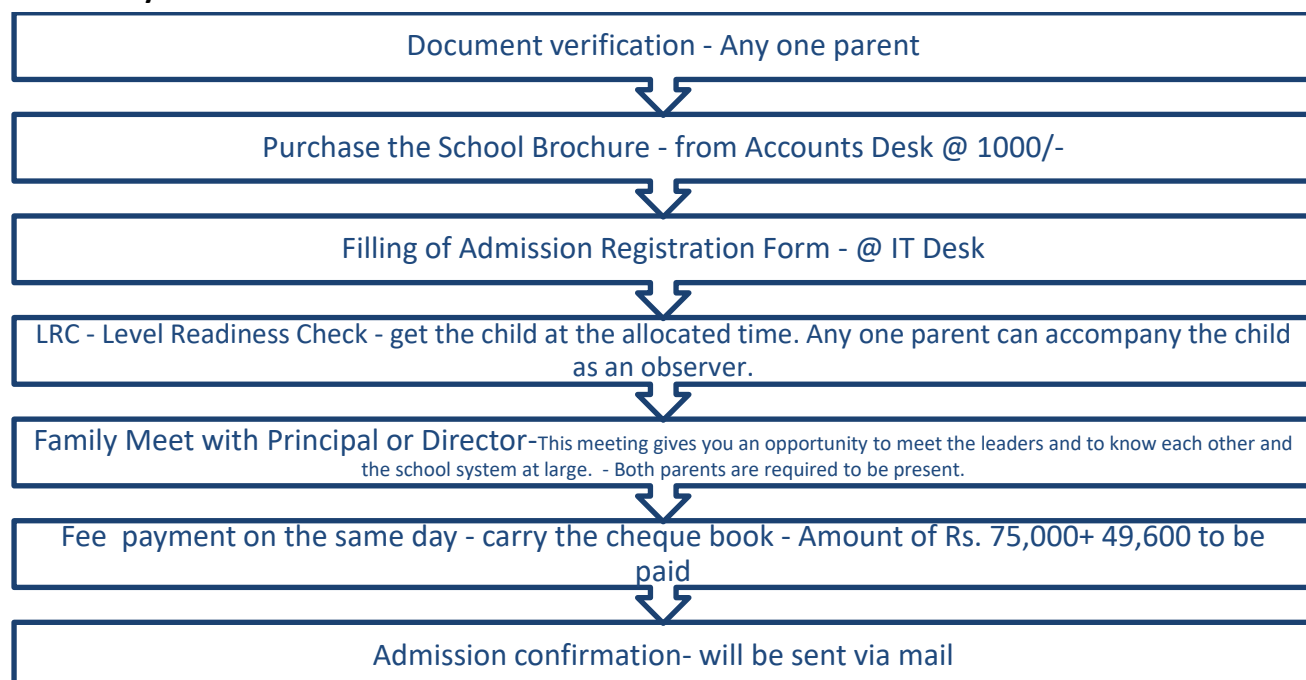 Document verification - Any one parent
Purchase the School Brochure - from Accounts Desk @ 1000/-
Filling of Admission Registration Form - @ IT Desk
LRC - Level Readiness Check - get the child at the allocated time. Any one parent can accompany the child
as an observer.
Family Meet with Principal or Director-This meeting gives you an opportunity to meet the leaders and to know each other and
the school system at large.  - Both parents are required to be present.
Fee  payment on the same day - carry the cheque book - Amount of Rs. 75,000+ 49,600 to be
paid
Admission confirmation- will be sent via mail